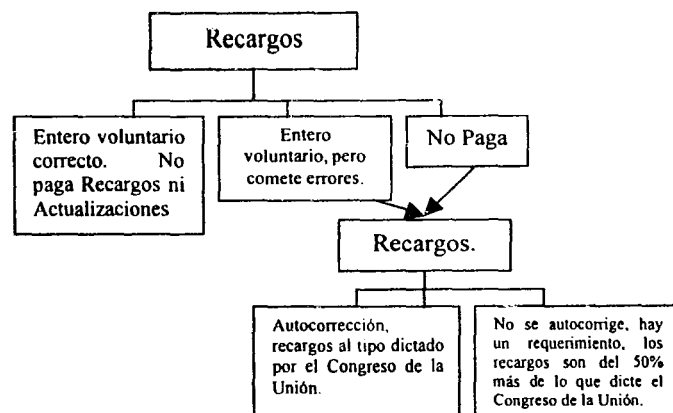 Recargos
Entero voluntario
correcto. No
paga Recargos ni
Actualizaciones
Entero
voluntario, pero
comete errores.
No Paga
Recargos.
Autocorrección,
recargos al tipo dictado
por el Congreso de la
Unión.
No se autocorrige, hay
un requerimiento, los
recargos son del 50%
más de lo que dicte el
Congreso de la Unión.